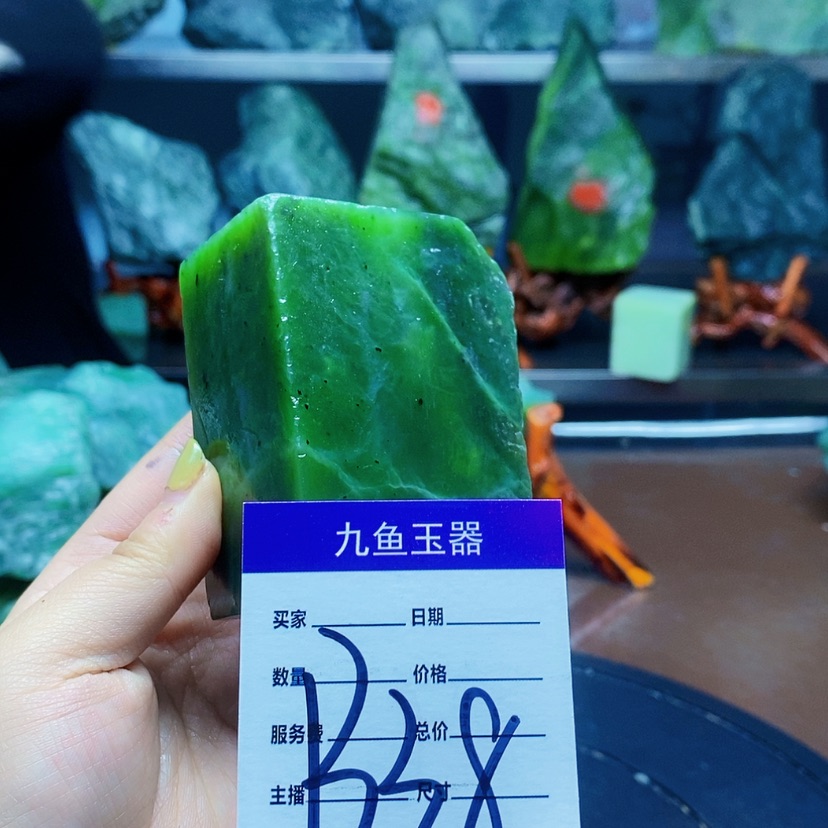 九鱼玉器
买家 日期
数量 价格
服务费 总价
主播 尺寸
B38